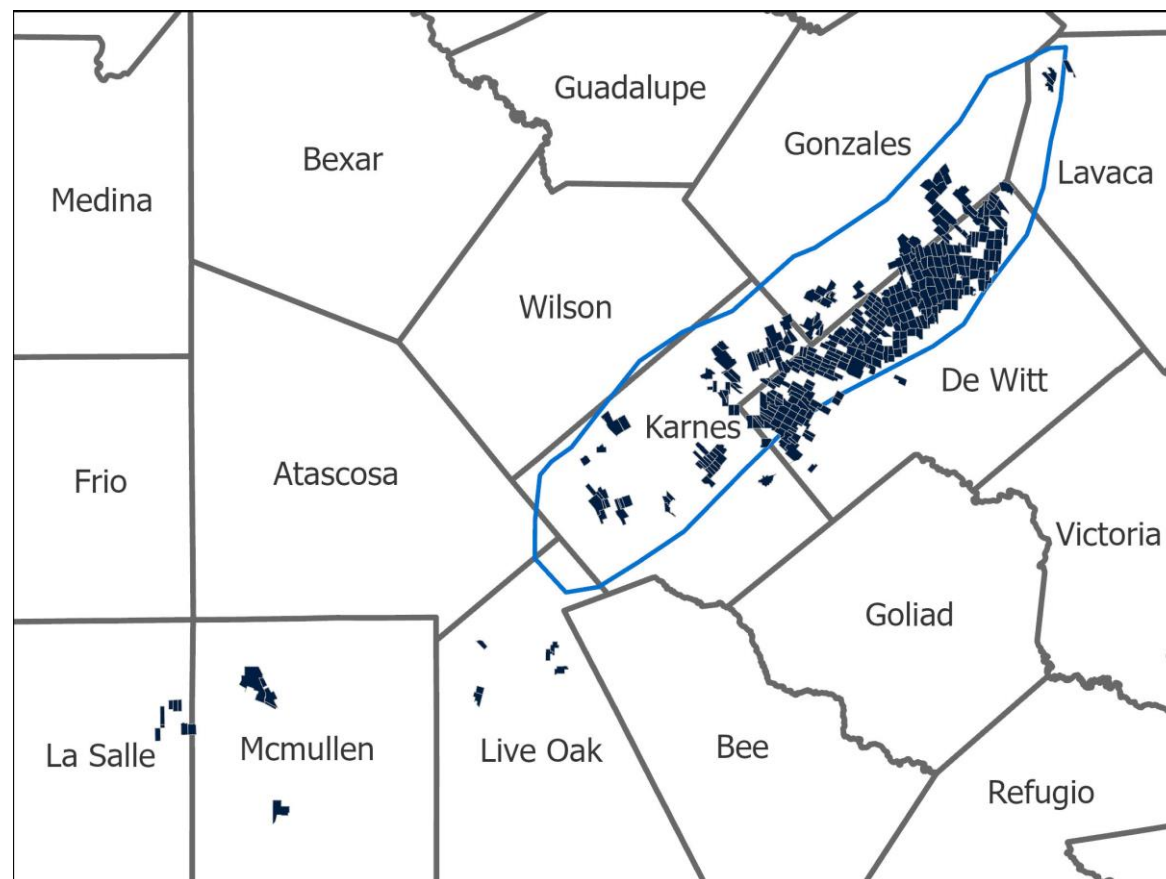 Guadalupe
Gonzales
Bexar
Lavaca
Medina
Wilson
De Witt
Karnes
Atascosa
Frio
Victoria
Goliad
La Salle
Mcmullen
Live Oak
Bee
Refugio